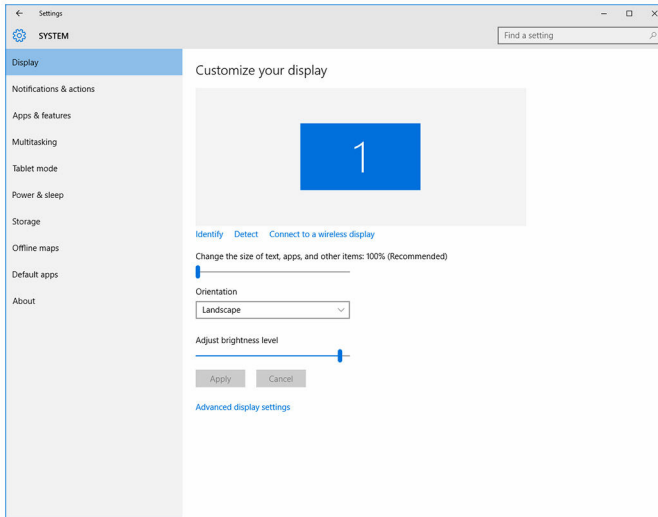 Settings
SYSTEM
Find a setting
Display
Notifications & actions
Apps & features
Multitasking
Tablet mode
Power & sleep
Storage
Offline maps
Default apps
About
Customize your display
1
Identify Detect Connect to a wireless display
Change the size of text, apps, and other items: 100% (Recommended)
Orientation
Landscape
Adjust brightness level
Apply Cancel
Advanced display settings